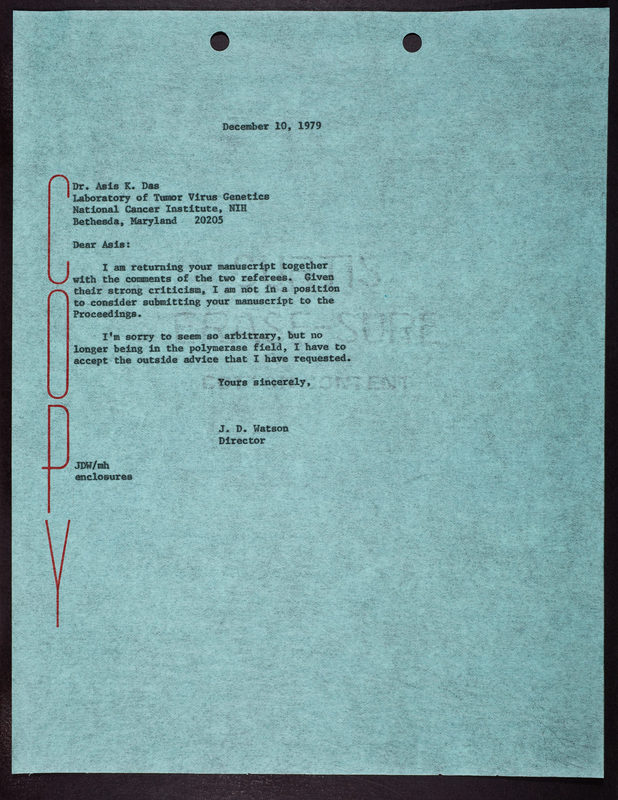 December 10, 1979
Dr. Asis K. Das
Laboratory of Tumor Virus Genetics
National Cancer Institute, NIH
Bethesda, Maryland 20205
Dear Asis:
I am returning your manuscript together
with the comments of the two referees. Given
their strong criticism, I am not in a position
to consider submitting your manuscript to the
Proceedings.
I'm sorry to seem so arbitrary, but no
longer being in the polymerase field, I have to
accept the outside advice that I have requested.
Yours sincerely,
J. D. Watson
Director
JDW/mh
enclosures
COPY